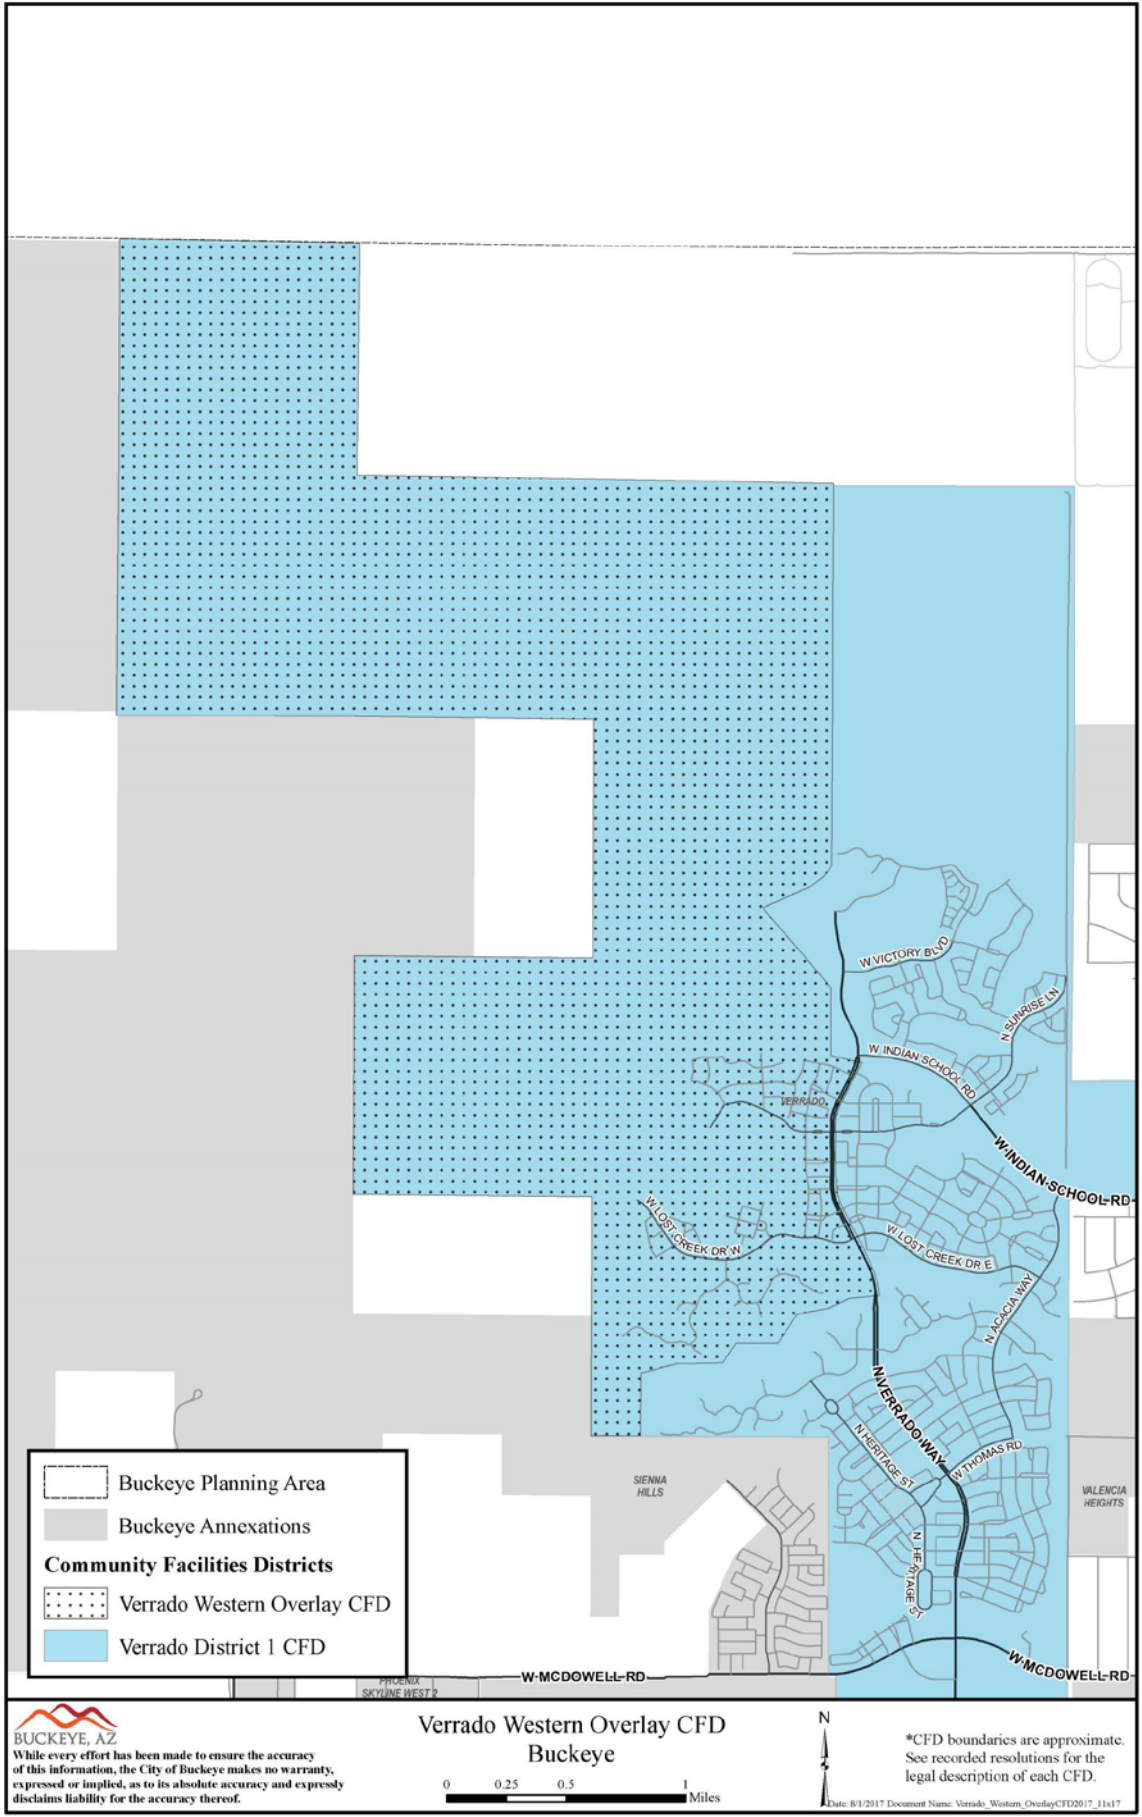 W VICTORY BLVD
N SUNRISE LN
W INDIAN SCHOOL RD
VERRADO
W INDIAN SCHOOL RD
W LOST CREEK DR W
W LOST CREEK DR E
N ACACIA WAY
N VERRADO WAY
N HERITAGE ST
W THOMAS RD
SIENNA
HILLS
VALENCIA
HEIGHTS
N HERITAGE ST
W MCDOWELL RD
W MCDOWELL RD
PHOENIX
SKYLINE WEST 2
Buckeye Planning Area
Buckeye Annexations
Community Facilities Districts
Verrado Western Overlay CFD
Verrado District 1 CFD
BUCKEYE, AZ
While every effort has been made to ensure the accuracy
of this information, the City of Buckeye makes no warranty,
expressed or implied, as to its absolute accuracy and expressly
disclaims liability for the accuracy thereof.
Verrado Western Overlay CFD
Buckeye
0 0.25 0.5 1
Miles
N
*CFD boundaries are approximate.
See recorded resolutions for the
legal description of each CFD.
Date: 8/1/2017 Document Name: Verrado_Western_OverlayCFD2017_11x17